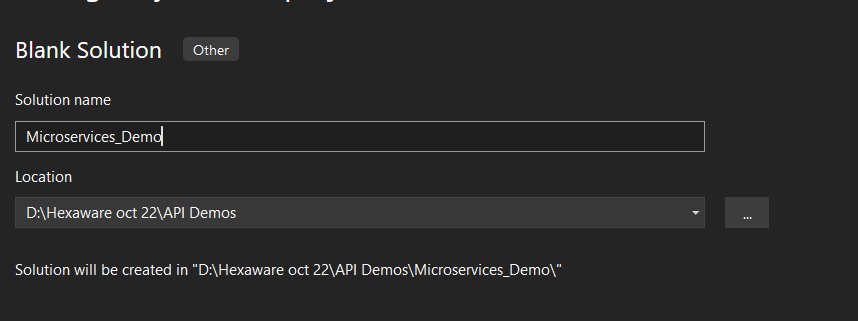 Blank Solution Other
Solution name
Microservices_Demo
Location
D:\Hexaware oct 22\API Demos
...
Solution will be created in "D:\Hexaware oct 22\API Demos\Microservices_Demo\"